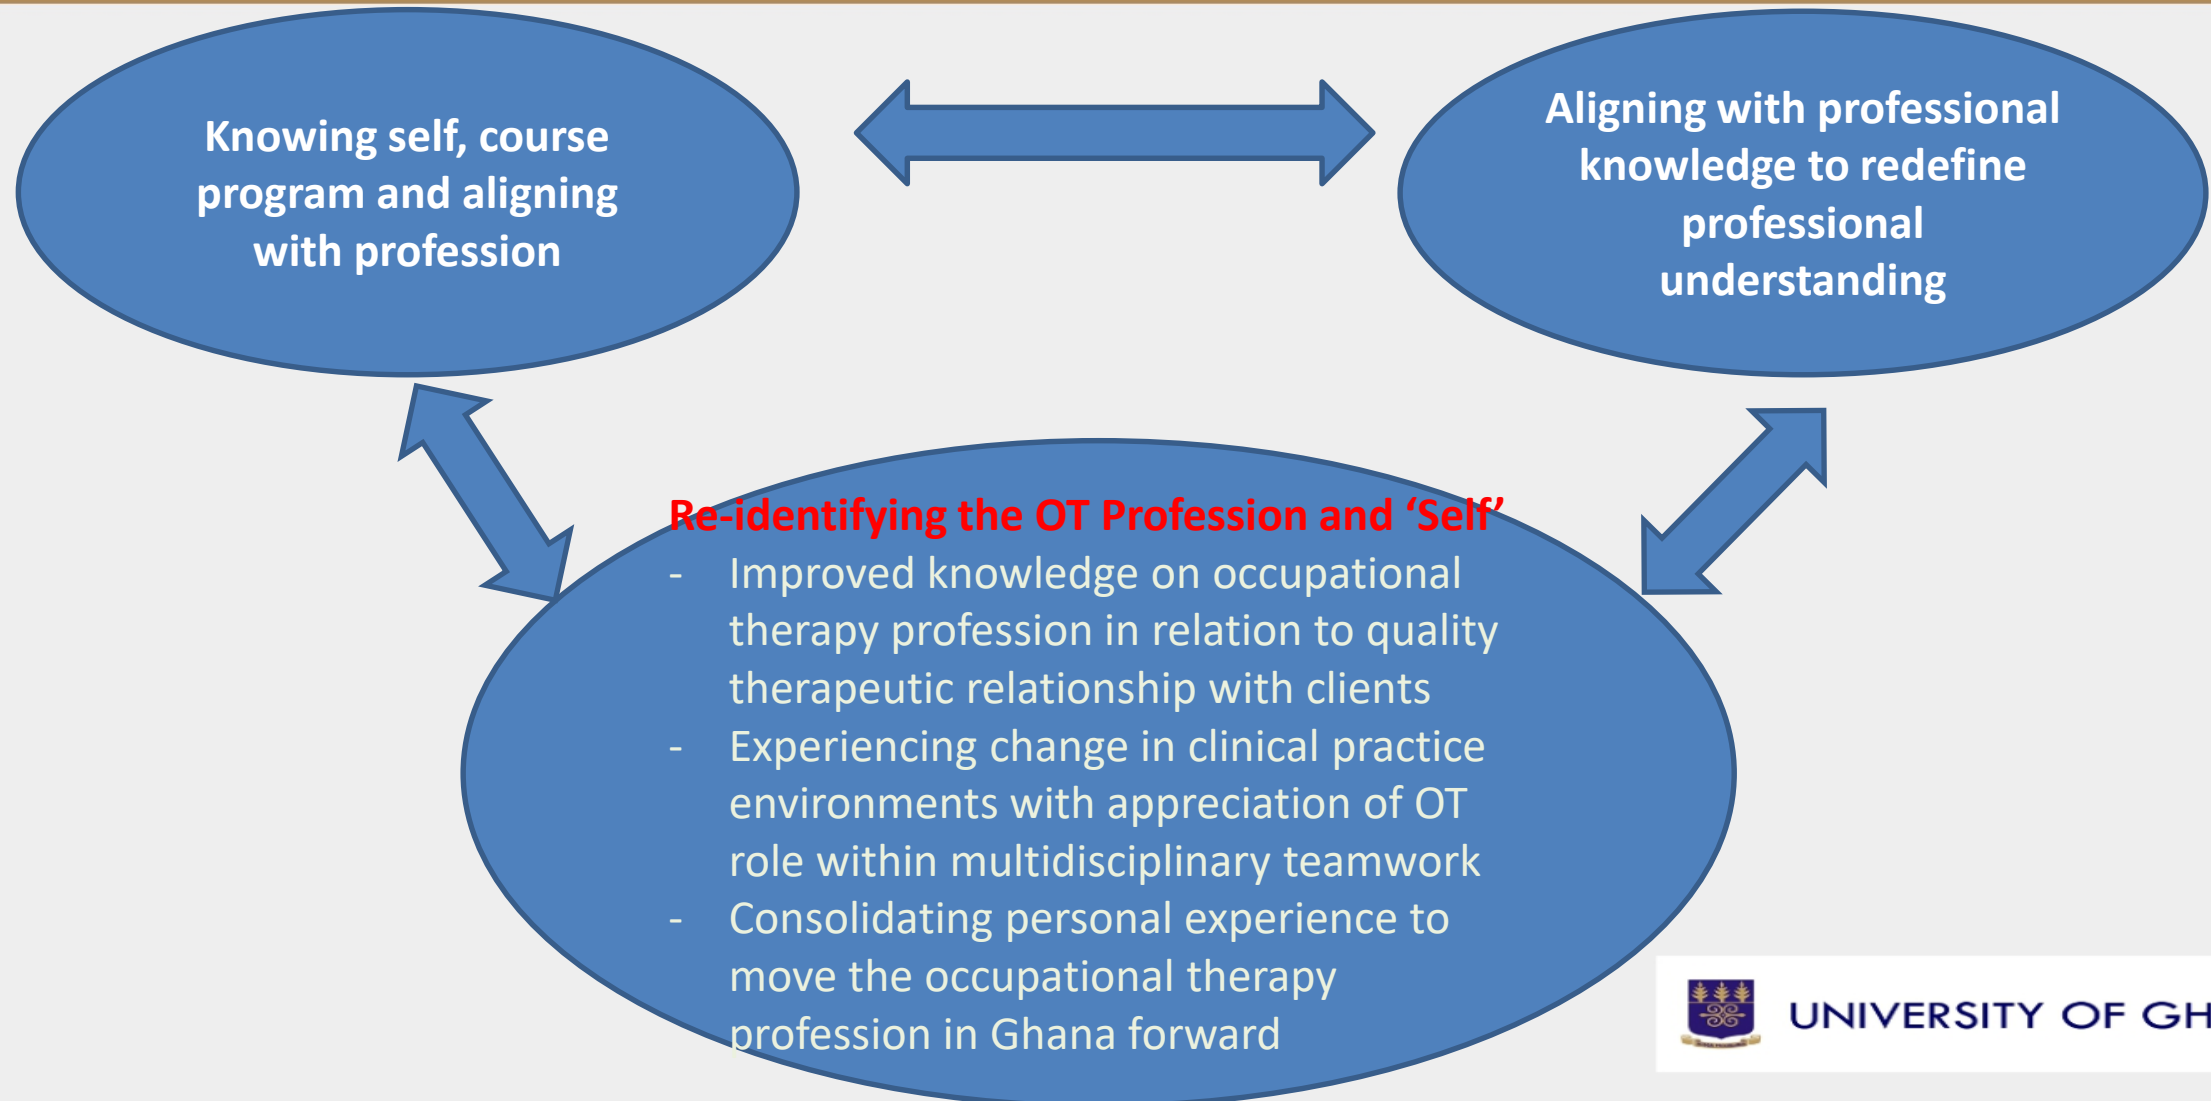 Knowing self, course
program and aligning
with profession
Aligning with professional
knowledge to redefine
professional
understanding
Re-identifying the OT Profession and ‘Self’
- Improved knowledge on occupational
therapy profession in relation to quality
therapeutic relationship with clients
- Experiencing change in clinical practice
environments with appreciation of OT
role within multidisciplinary teamwork
- Consolidating personal experience to
move the occupational therapy
profession in Ghana forward
UNIVERSITY OF GH